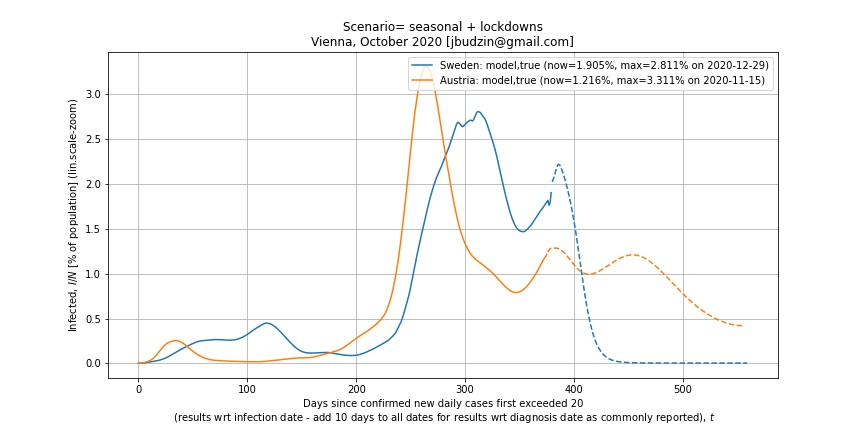 Scenario= seasonal + lockdowns
Vienna, October 2020 [jbudzin@gmail.com]
Sweden: model,true (now=1.905%, max=2.811% on 2020-12-29)
Austria: model,true (now=1.216%, max=3.311% on 2020-11-15)
Infected, I/N [% of population] (lin.scale-zoom)
3.0
2.5
2.0
1.5
1.0
0.5
0.0
0 100 200 300 400 500
Days since confirmed new daily cases first exceeded 20
(results wrt infection date - add 10 days to all dates for results wrt diagnosis date as commonly reported), t